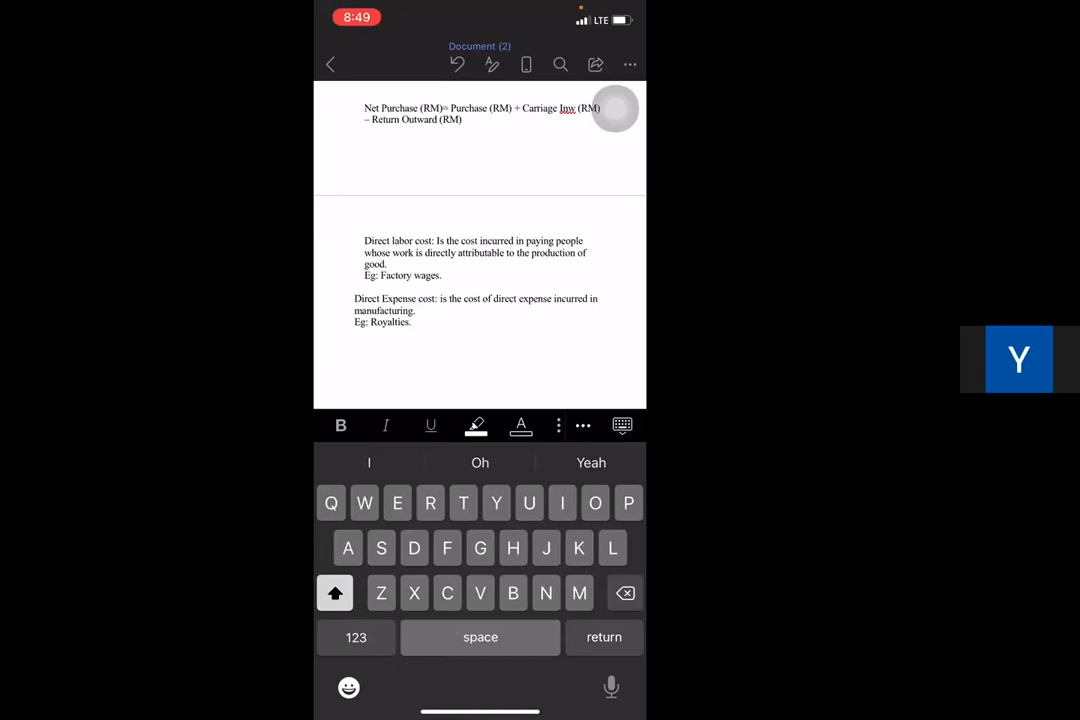 8:49
LTE
Document (2)
Net Purchase (RM)= Purchase (RM) + Carriage Inw (RM)
– Return Outward (RM)
Direct labor cost: Is the cost incurred in paying people
whose work is directly attributable to the production of
good.
Eg: Factory wages.
Direct Expense cost: is the cost of direct expense incurred in
manufacturing.
Eg: Royalties.
Y
B I U A
I Oh Yeah
Q W E R T Y U I O P
A S D F G H J K L
Z X C V B N M
123 space return